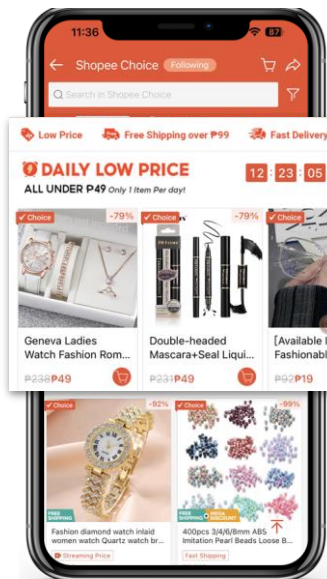 11:36
87
Shopee Choice Following
Search in Shopee Choice
Low Price Free Shipping over ₱99 Fast Delivery
DAILY LOW PRICE 12 : 23 : 05
ALL UNDER ₱49 Only 1 Item Per day!
Choice -79% Choice -79% Choice
Geneva Ladies
Watch Fashion Rom...
₱238₱49
Double-headed
Mascara+Seal Liqui...
₱231₱49
[Available I
Fashionabl
₱92₱19
Choice -92%
FREE SHIPPING
Fashion diamond watch inlaid
women watch Quartz watch br...
Streaming Price
Choice -99%
FREE SHIPPING + MEGA DISCOUNT
400pcs 3/4/6/8mm ABS
Imitation Pearl Beads Loose B...
Fast Shipping